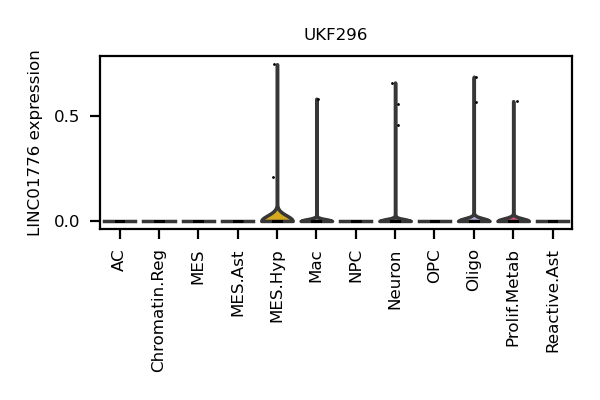 UKF296
LINC01776 expression
0.5
0.0
AC
Chromatin.Reg
MES
MES.Ast
MES.Hyp
Mac
NPC
Neuron
OPC
Oligo
Prolif.Metab
Reactive.Ast